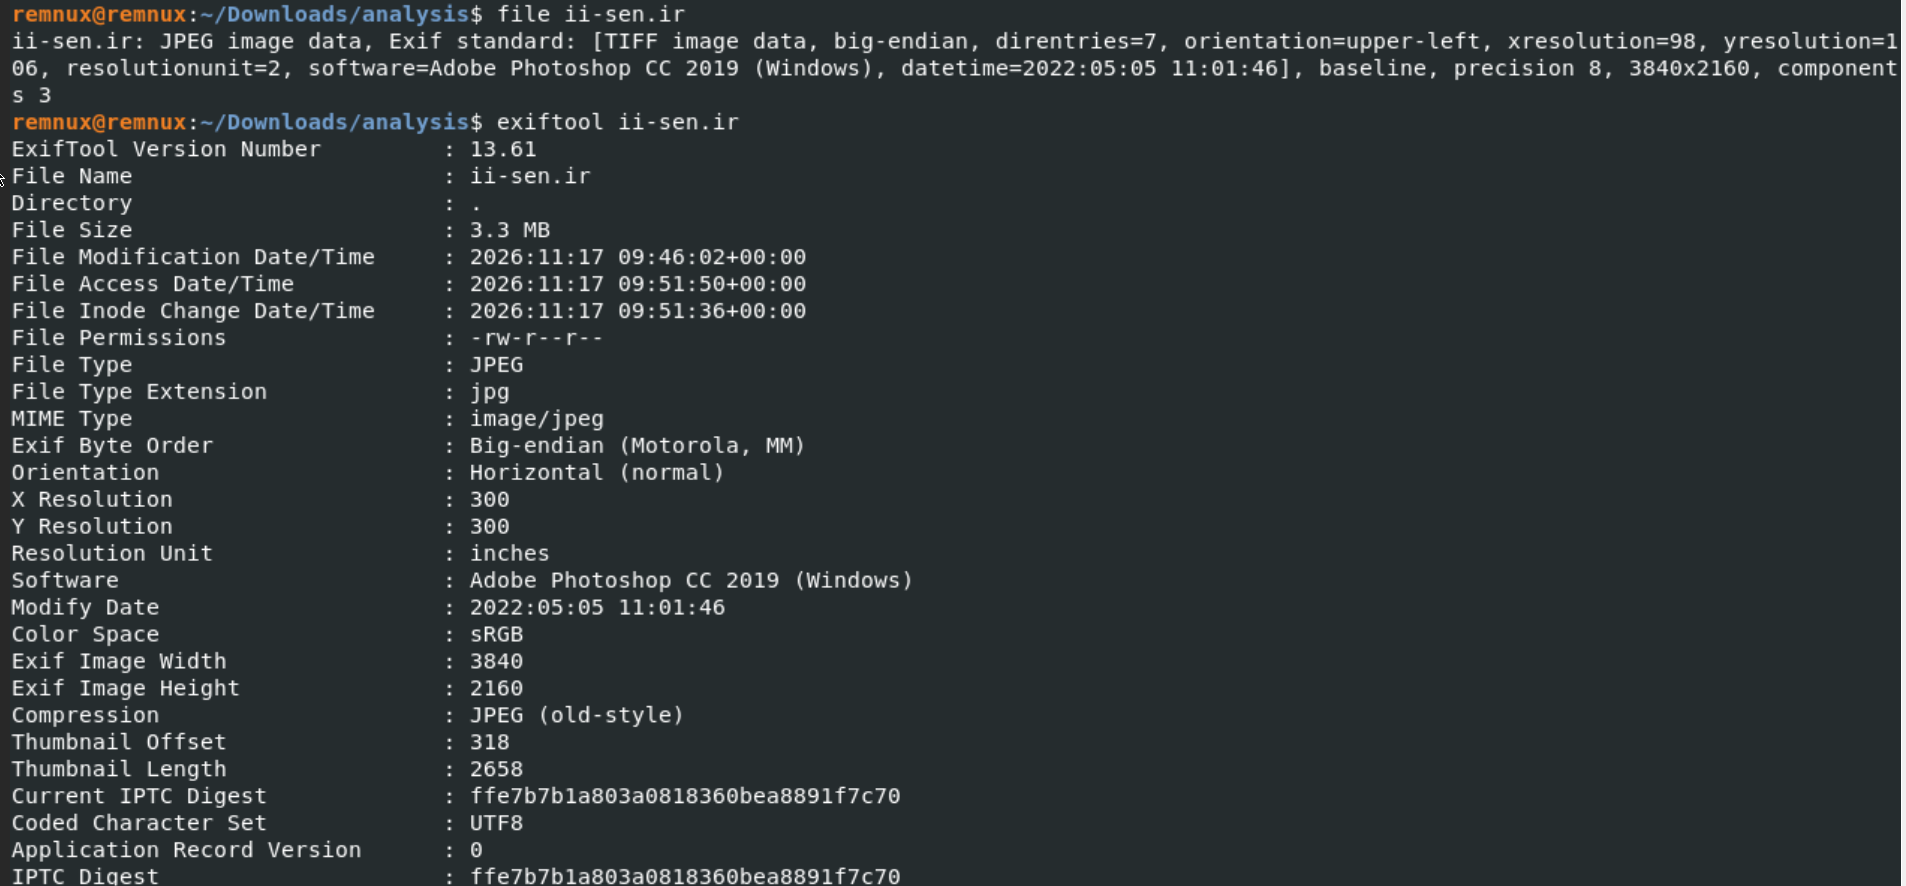 remnux@remnux:~/Downloads/analysis$ file ii-sen.ir
ii-sen.ir: JPEG image data, Exif standard: [TIFF image data, big-endian, direntries=7, orientation=upper-left, xresolution=98, yresolution=1
06, resolutionunit=2, software=Adobe Photoshop CC 2019 (Windows), datetime=2022:05:05 11:01:46], baseline, precision 8, 3840x2160, component
s 3
remnux@remnux:~/Downloads/analysis$ exiftool ii-sen.ir
ExifTool Version Number         : 13.61
File Name                       : ii-sen.ir
Directory                       : .
File Size                       : 3.3 MB
File Modification Date/Time     : 2026:11:17 09:46:02+00:00
File Access Date/Time           : 2026:11:17 09:51:50+00:00
File Inode Change Date/Time     : 2026:11:17 09:51:36+00:00
File Permissions                : -rw-r--r--
File Type                       : JPEG
File Type Extension             : jpg
MIME Type                       : image/jpeg
Exif Byte Order                 : Big-endian (Motorola, MM)
Orientation                     : Horizontal (normal)
X Resolution                    : 300
Y Resolution                    : 300
Resolution Unit                 : inches
Software                        : Adobe Photoshop CC 2019 (Windows)
Modify Date                     : 2022:05:05 11:01:46
Color Space                     : sRGB
Exif Image Width                : 3840
Exif Image Height               : 2160
Compression                     : JPEG (old-style)
Thumbnail Offset                : 318
Thumbnail Length                : 2658
Current IPTC Digest             : ffe7b7b1a803a0818360bea8891f7c70
Coded Character Set             : UTF8
Application Record Version      : 0
IPTC Digest                     : ffe7b7b1a803a0818360bea8891f7c70